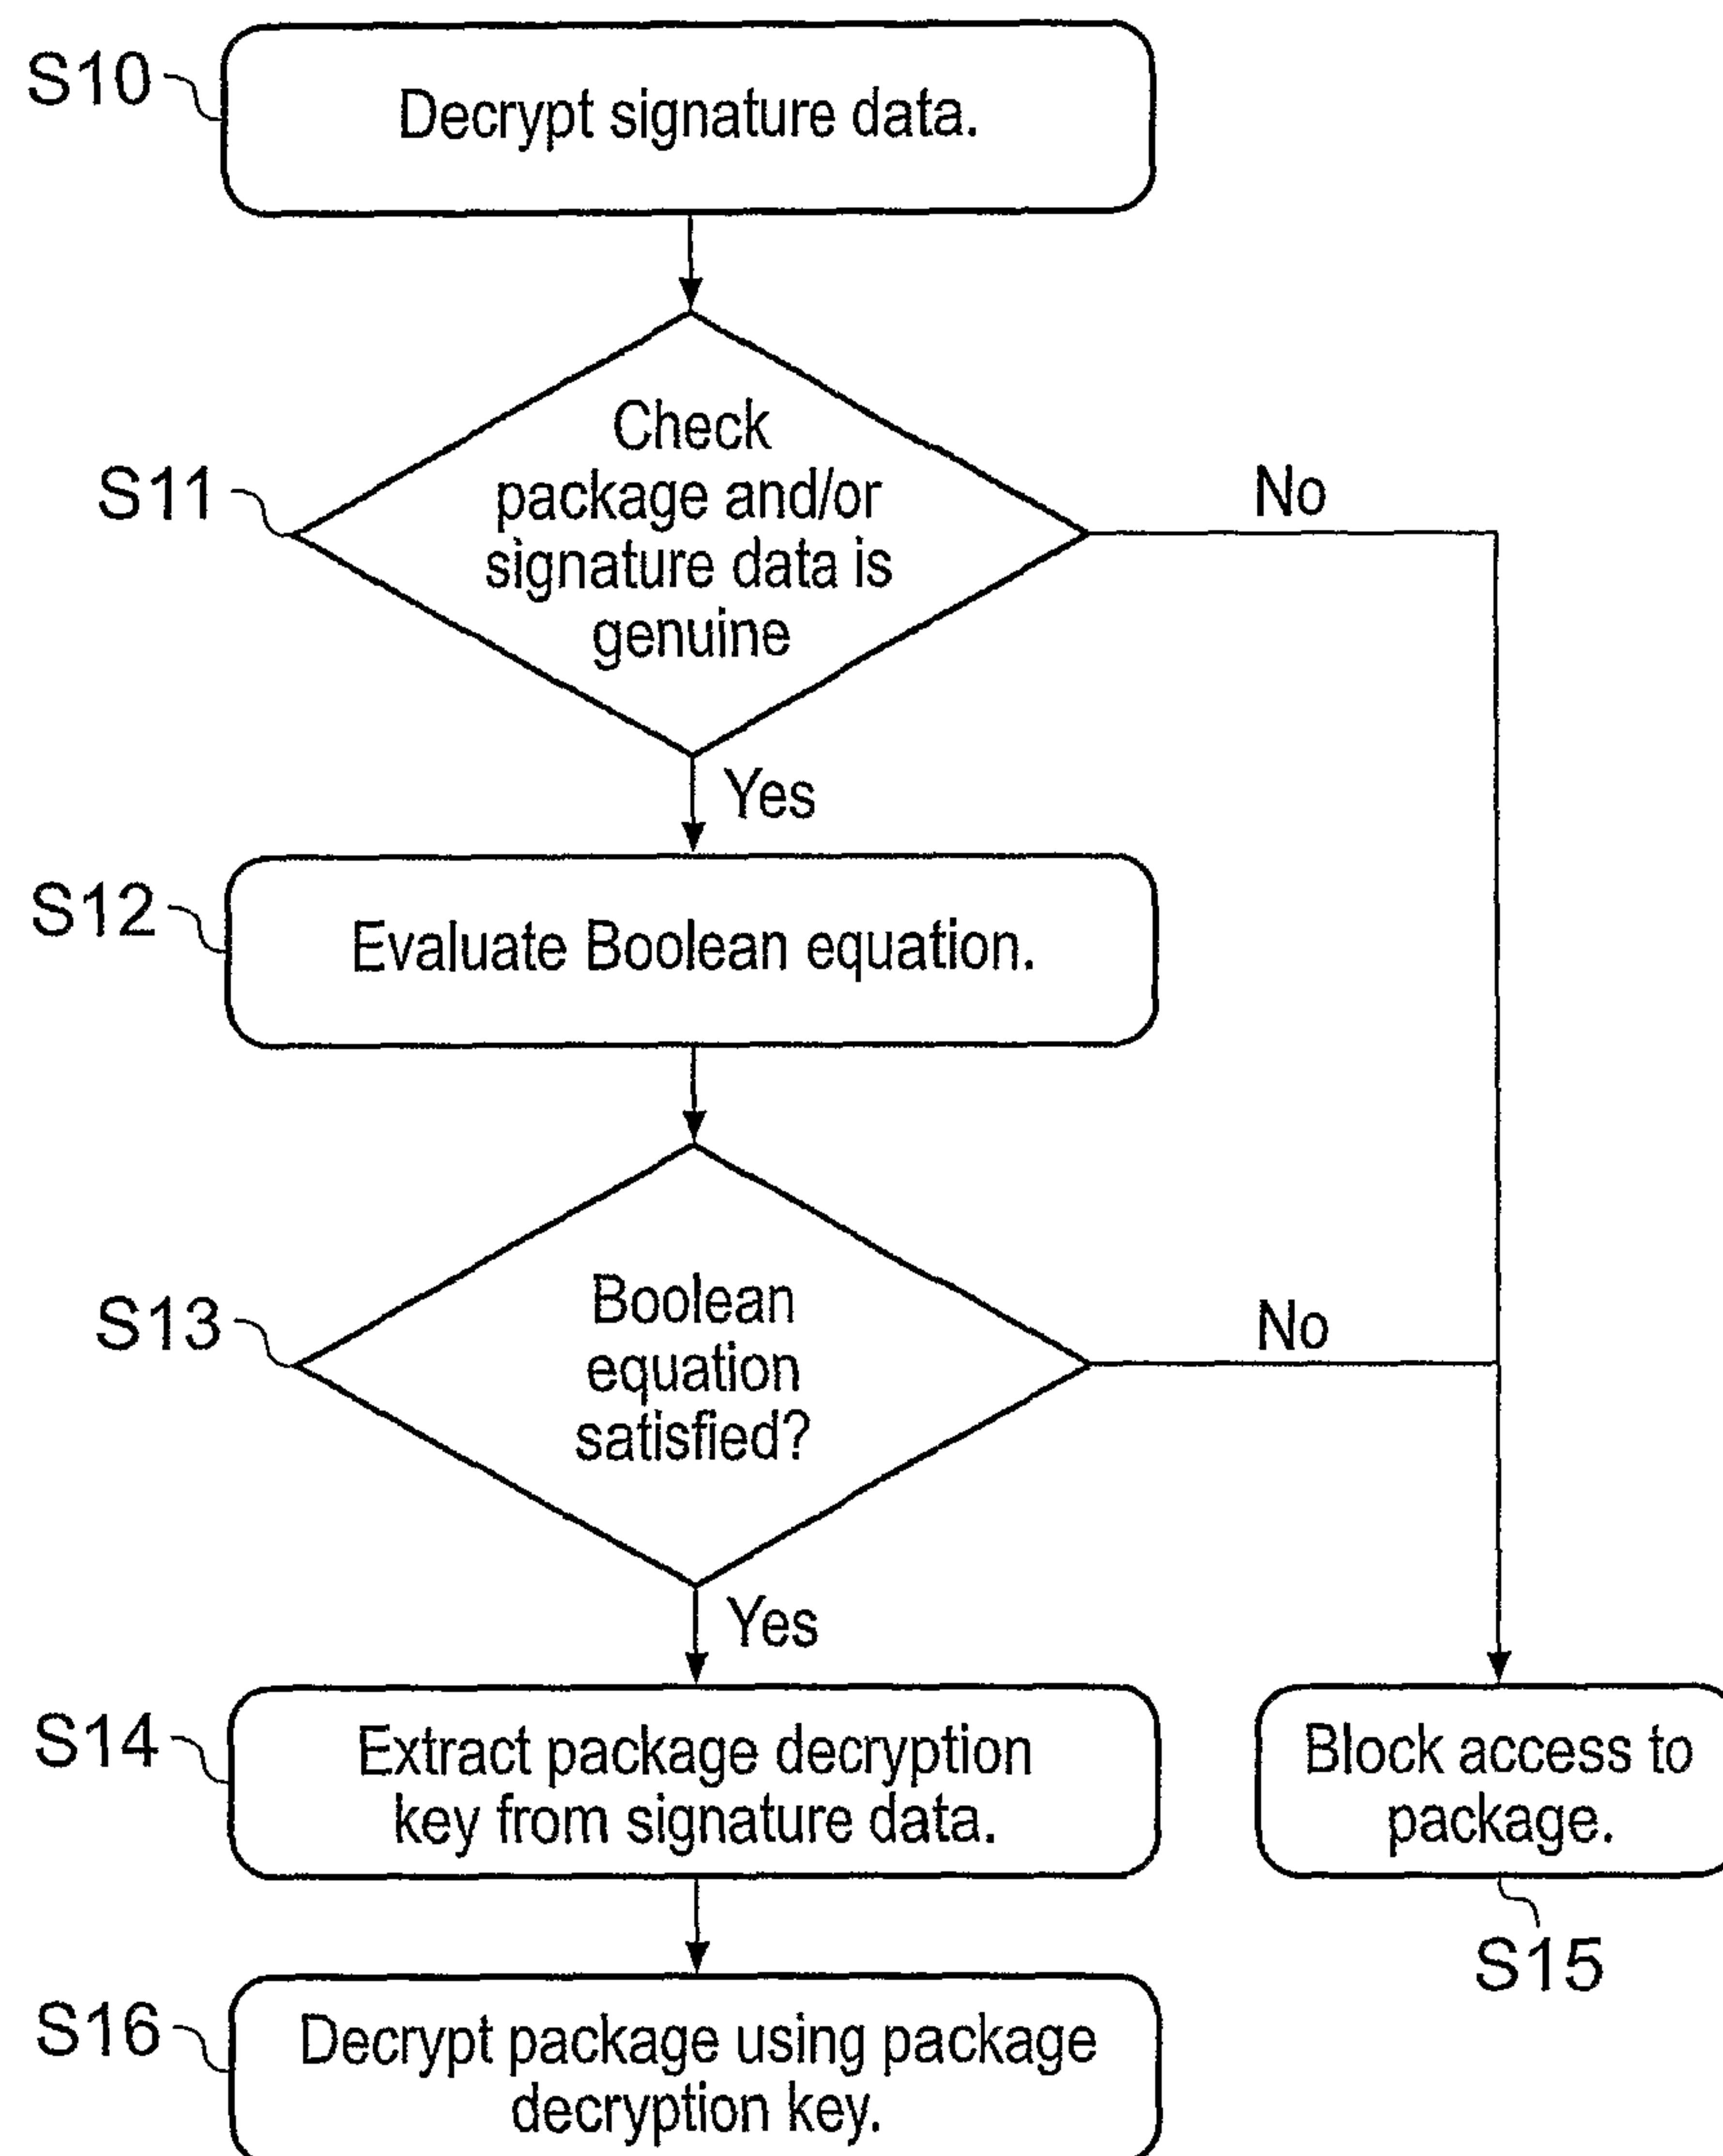 S10
Decrypt signature data.
S11
Check
package and/or
signature data is
genuine
No
Yes
S12
Evaluate Boolean equation.
S13
Boolean
equation
satisfied?
No
Yes
S14
Extract package decryption
key from signature data.
Block access to
package.
S15
S16
Decrypt package using package
decryption key.